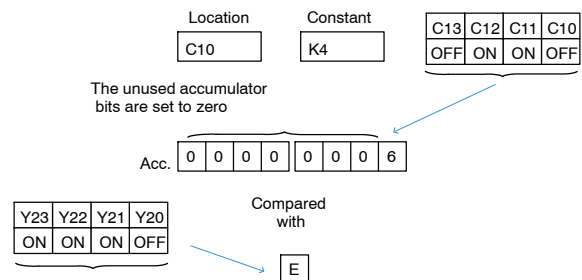 Location Constant
C10 K4
C13 C12 C11 C10
OFF ON ON OFF
The unused accumulator
bits are set to zero
Acc. 0 0 0 0 0 0 0 6
Compared
with
Y23 Y22 Y21 Y20
ON ON ON OFF
E